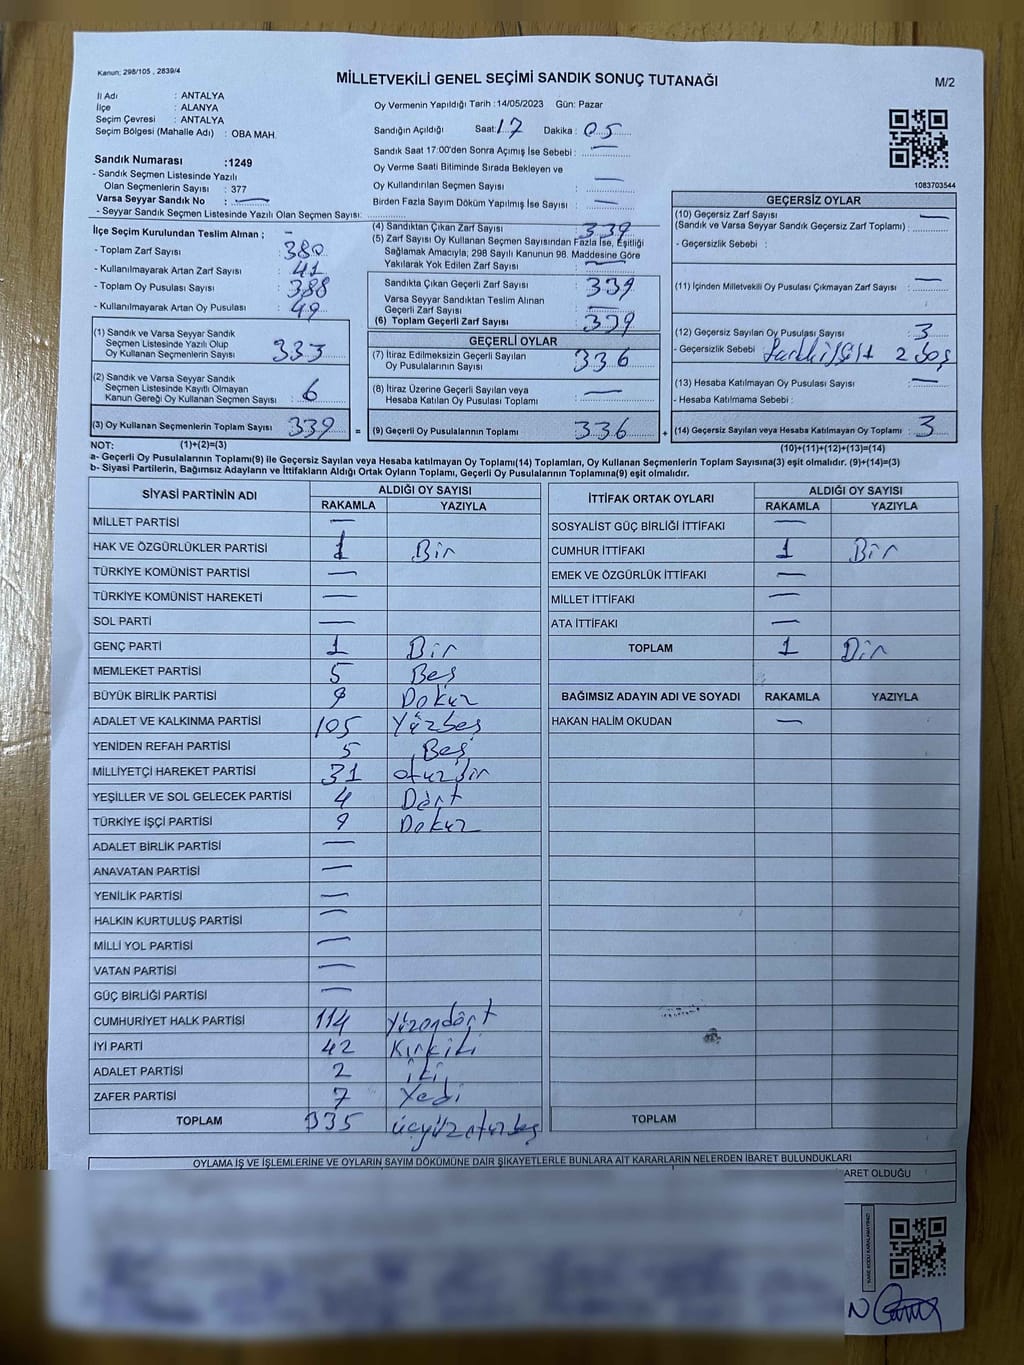 Kanun; 298/105 , 2839/4
MİLLETVEKİLİ GENEL SEÇİMİ SANDIK SONUÇ TUTANAĞI
M/2
İl Adı : ANTALYA
İlçe : ALANYA
Seçim Çevresi : ANTALYA
Seçim Bölgesi (Mahalle Adı) : OBA MAH.
Sandık Numarası :1249
- Sandık Seçmen Listesinde Yazılı
Olan Seçmenlerin Sayısı : 377
Varsa Seyyar Sandık No : —
- Seyyar Sandık Seçmen Listesinde Yazılı Olan Seçmen Sayısı:
Oy Vermenin Yapıldığı Tarih :14/05/2023 Gün: Pazar
Sandığın Açıldığı Saat: 17 Dakika : 05
Sandık Saat 17:00'den Sonra Açımış İse Sebebi : —
Oy Verme Saati Bitiminde Sırada Bekleyen ve
Oy Kullandırılan Seçmen Sayısı : —
Birden Fazla Sayım Döküm Yapılmış İse Sayısı : —
1083703544
İlçe Seçim Kurulundan Teslim Alınan ; –
- Toplam Zarf Sayısı : 380
- Kullanılmayarak Artan Zarf Sayısı : 41
- Toplam Oy Pusulası Sayısı : 388
- Kullanılmayarak Artan Oy Pusulası : 49
(1) Sandık ve Varsa Seyyar Sandık
Seçmen Listesinde Yazılı Olup
Oy Kullanan Seçmenlerin Sayısı : 333
(2) Sandık ve Varsa Seyyar Sandık
Seçmen Listesinde Kayıtlı Olmayan
Kanun Gereği Oy Kullanan Seçmen Sayısı : 6
(3) Oy Kullanan Seçmenlerin Toplam Sayısı : 339 =
(4) Sandıktan Çıkan Zarf Sayısı : 339
(5) Zarf Sayısı Oy Kullanan Seçmen Sayısından Fazla İse, Eşitliği
Sağlamak Amacıyla, 298 Sayılı Kanunun 98. Maddesine Göre
Yakılarak Yok Edilen Zarf Sayısı : —
Sandıkta Çıkan Geçerli Zarf Sayısı : 339
Varsa Seyyar Sandıktan Teslim Alınan
Geçerli Zarf Sayısı :
(6) Toplam Geçerli Zarf Sayısı : 339
GEÇERLİ OYLAR
(7) İtiraz Edilmeksizin Geçerli Sayılan
Oy Pusulalarının Sayısı : 336
(8) İtiraz Üzerine Geçerli Sayılan veya
Hesaba Katılan Oy Pusulası Toplamı : —
(9) Geçerli Oy Pusulalarının Toplamı : 336 +
GEÇERSİZ OYLAR
(10) Geçersiz Zarf Sayısı
(Sandık ve Varsa Seyyar Sandık Geçersiz Zarf Toplamı) : —
- Geçersizlik Sebebi :
(11) İçinden Milletvekili Oy Pusulası Çıkmayan Zarf Sayısı : —
(12) Geçersiz Sayılan Oy Pusulası Sayısı : 3
- Geçersizlik Sebebi 2 boş
(13) Hesaba Katılmayan Oy Pusulası Sayısı : —
- Hesaba Katılmama Sebebi :
(14) Geçersiz Sayılan veya Hesaba Katılmayan Oy Toplamı : 3
NOT: (1)+(2)=(3)
(10)+(11)+(12)+(13)=(14)
a- Geçerli Oy Pusulalarının Toplamı(9) ile Geçersiz Sayılan veya Hesaba Katılmayan Oy Toplamı(14) Toplamları, Oy Kullanan Seçmenlerin Toplam Sayısına(3) eşit olmalıdır. (9)+(14)=(3)
b- Siyasi Partilerin, Bağımsız Adayların ve İttifakların Aldığı Ortak Oyların Toplamı, Geçerli Oy Pusulalarının Toplamına(9) eşit olmalıdır.
SİYASİ PARTİNİN ADI ALDIĞI OY SAYISI
RAKAMLA YAZIYLA
MİLLET PARTİSİ —
HAK VE ÖZGÜRLÜKLER PARTİSİ 1 Bir
TÜRKİYE KOMÜNİST PARTİSİ —
TÜRKİYE KOMÜNİST HAREKETİ —
SOL PARTİ —
GENÇ PARTİ 1 Bir
MEMLEKET PARTİSİ 5 Beş
BÜYÜK BİRLİK PARTİSİ 9 Dokuz
ADALET VE KALKINMA PARTİSİ 105 Yüzbeş
YENİDEN REFAH PARTİSİ 5 Beş
MİLLİYETÇİ HAREKET PARTİSİ 31 otuzbir
YEŞİLLER VE SOL GELECEK PARTİSİ 4 Dört
TÜRKİYE İŞÇİ PARTİSİ 9 Dokuz
ADALET BİRLİK PARTİSİ —
ANAVATAN PARTİSİ —
YENİLİK PARTİSİ —
HALKIN KURTULUŞ PARTİSİ —
MİLLİ YOL PARTİSİ —
VATAN PARTİSİ —
GÜÇ BİRLİĞİ PARTİSİ —
CUMHURİYET HALK PARTİSİ 114 Yüzondört
İYİ PARTİ 42 Kırkiki
ADALET PARTİSİ 2 iki
ZAFER PARTİSİ 7 Yedi
TOPLAM 335 üçyüzotuzbeş
İTTİFAK ORTAK OYLARI ALDIĞI OY SAYISI
RAKAMLA YAZIYLA
SOSYALİST GÜÇ BİRLİĞİ İTTİFAKI —
CUMHUR İTTİFAKI 1 Bir
EMEK VE ÖZGÜRLÜK İTTİFAKI —
MİLLET İTTİFAKI —
ATA İTTİFAKI —
TOPLAM 1 Bir
BAĞIMSIZ ADAYIN ADI VE SOYADI RAKAMLA YAZIYLA
HAKAN HALİM OKUDAN —
TOPLAM
OYLAMA İŞ VE İŞLEMLERİNE VE OYLARIN SAYIM DÖKÜMÜNE DAİR ŞİKAYETLERLE BUNLARA AİT KARARLARIN NELERDEN İBARET BULUNDUKLARI
BARET OLDUĞU